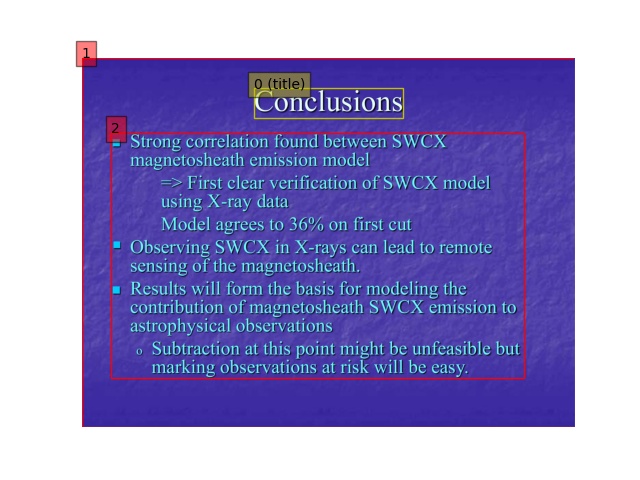 1
0 (title)
Conclusions
2
Strong correlation found between SWCX
magnetosheath emission model
=> First clear verification of SWCX model
using X-ray data
Model agrees to 36% on first cut
Observing SWCX in X-rays can lead to remote
sensing of the magnetosheath.
Results will form the basis for modeling the
contribution of magnetosheath SWCX emission to
astrophysical observations
o Subtraction at this point might be unfeasible but
marking observations at risk will be easy.